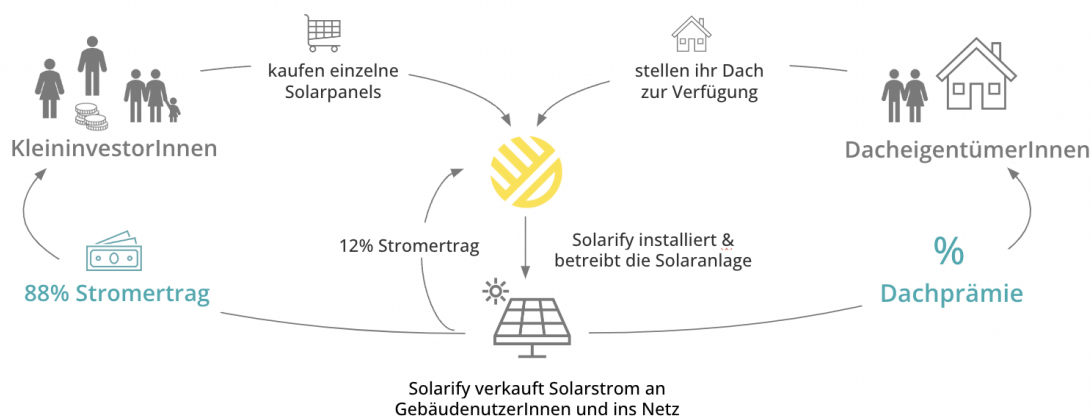 kaufen einzelne
Solarpanels
stellen ihr Dach
zur Verfügung
KleininvestorInnen
DacheigentümerInnen
12% Stromertrag
Solarify installiert &
betreibt die Solaranlage
%
88% Stromertrag
Dachprämie
Solarify verkauft Solarstrom an
GebäudenutzerInnen und ins Netz